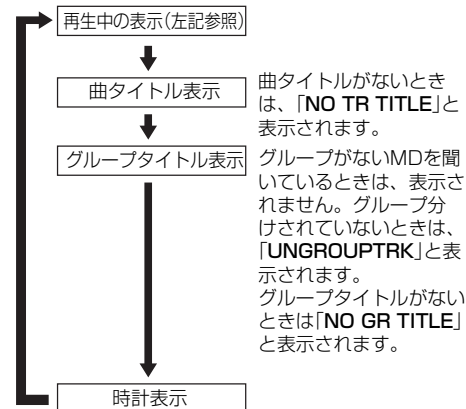 再生中の表示(左記参照)
曲タイトル表示
曲タイトルがないとき
は、「NO TR TITLE」と
表示されます。
グループタイトル表示
グループがないMDを聞
いているときは、表示さ
れません。グループ分
けされていないときは、
「UNGROUPTRK」と表
示されます。
グループタイトルがない
ときは「NO GR TITLE」
と表示されます。
時計表示